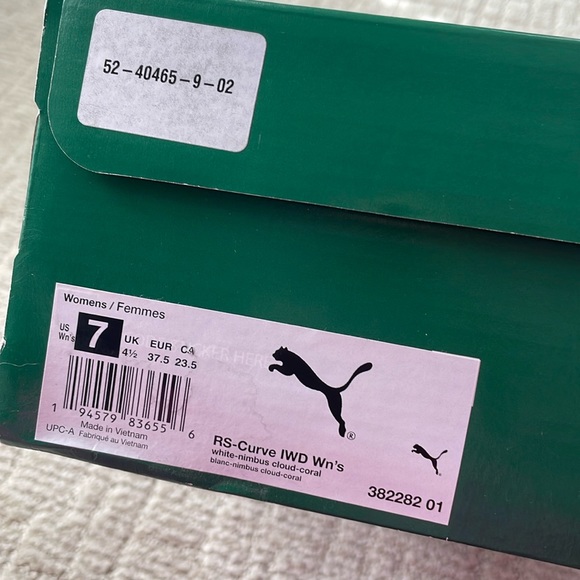 52-40465-9-02
Womens / Femmes
US Wn's 7
UK EUR CA
4½ 37.5 23.5
1 94579 83655 6
UPC-A Made in Vietnam
Fabriqué au Vietnam
RS-Curve IWD Wn's
white-nimbus cloud-coral
blanc-nimbus cloud-coral
382282 01